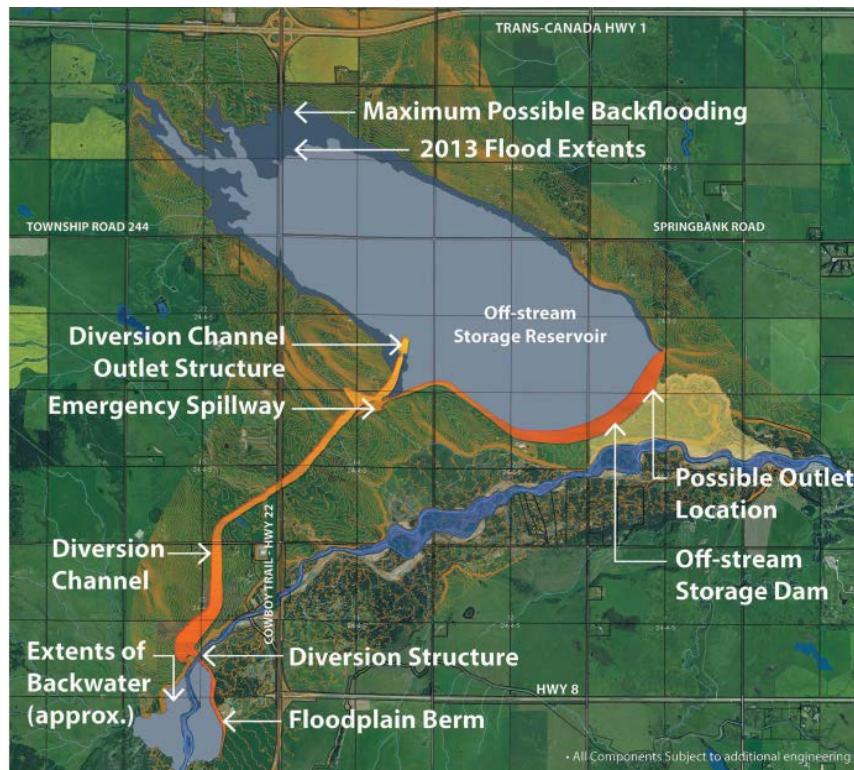 TRANS-CANADA HWY 1
Maximum Possible Backflooding
2013 Flood Extents
TOWNSHIP ROAD 244
SPRINGBANK ROAD
Off-stream
Storage Reservoir
Diversion Channel
Outlet Structure
Emergency Spillway
Possible Outlet
Location
Diversion
Channel
COWBOY TRAIL - HWY 22
Off-stream
Storage Dam
Extents of
Backwater
(approx.)
Diversion Structure
HWY 8
Floodplain Berm
• All Components Subject to additional engineering